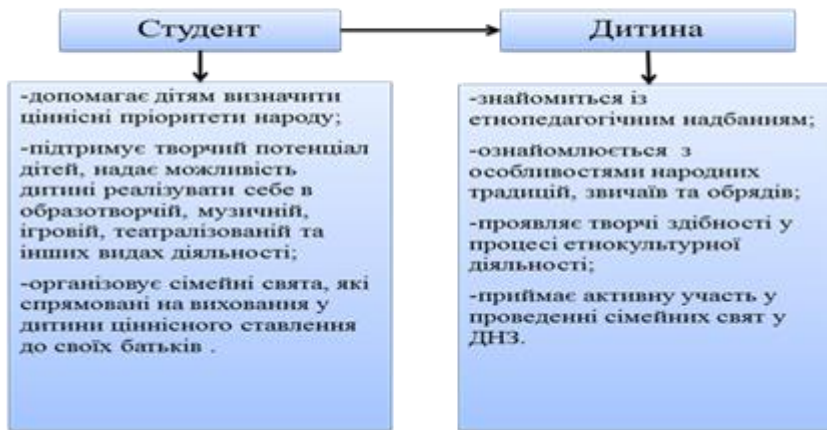 Студент
Дитина
-допомагає дітям визначити
ціннісні пріоритети народу;
-підтримує творчий потенціал
дітей, надає можливість
дитині реалізувати себе в
образотворчій, музичній,
ігровій, театралізованій та
інших видах діяльності;
-організовує сімейні свята, які
спрямовані на виховання у
дитини ціннісного ставлення
до своїх батьків .
-знайомиться із
етнопедагогічним надбанням;
-ознайомлюється з
особливостями народних
традицій, звичаїв та обрядів;
-проявляє творчі здібності у
процесі етнокультурної
діяльності;
-приймає активну участь у
проведенні сімейних свят у
ДНЗ.